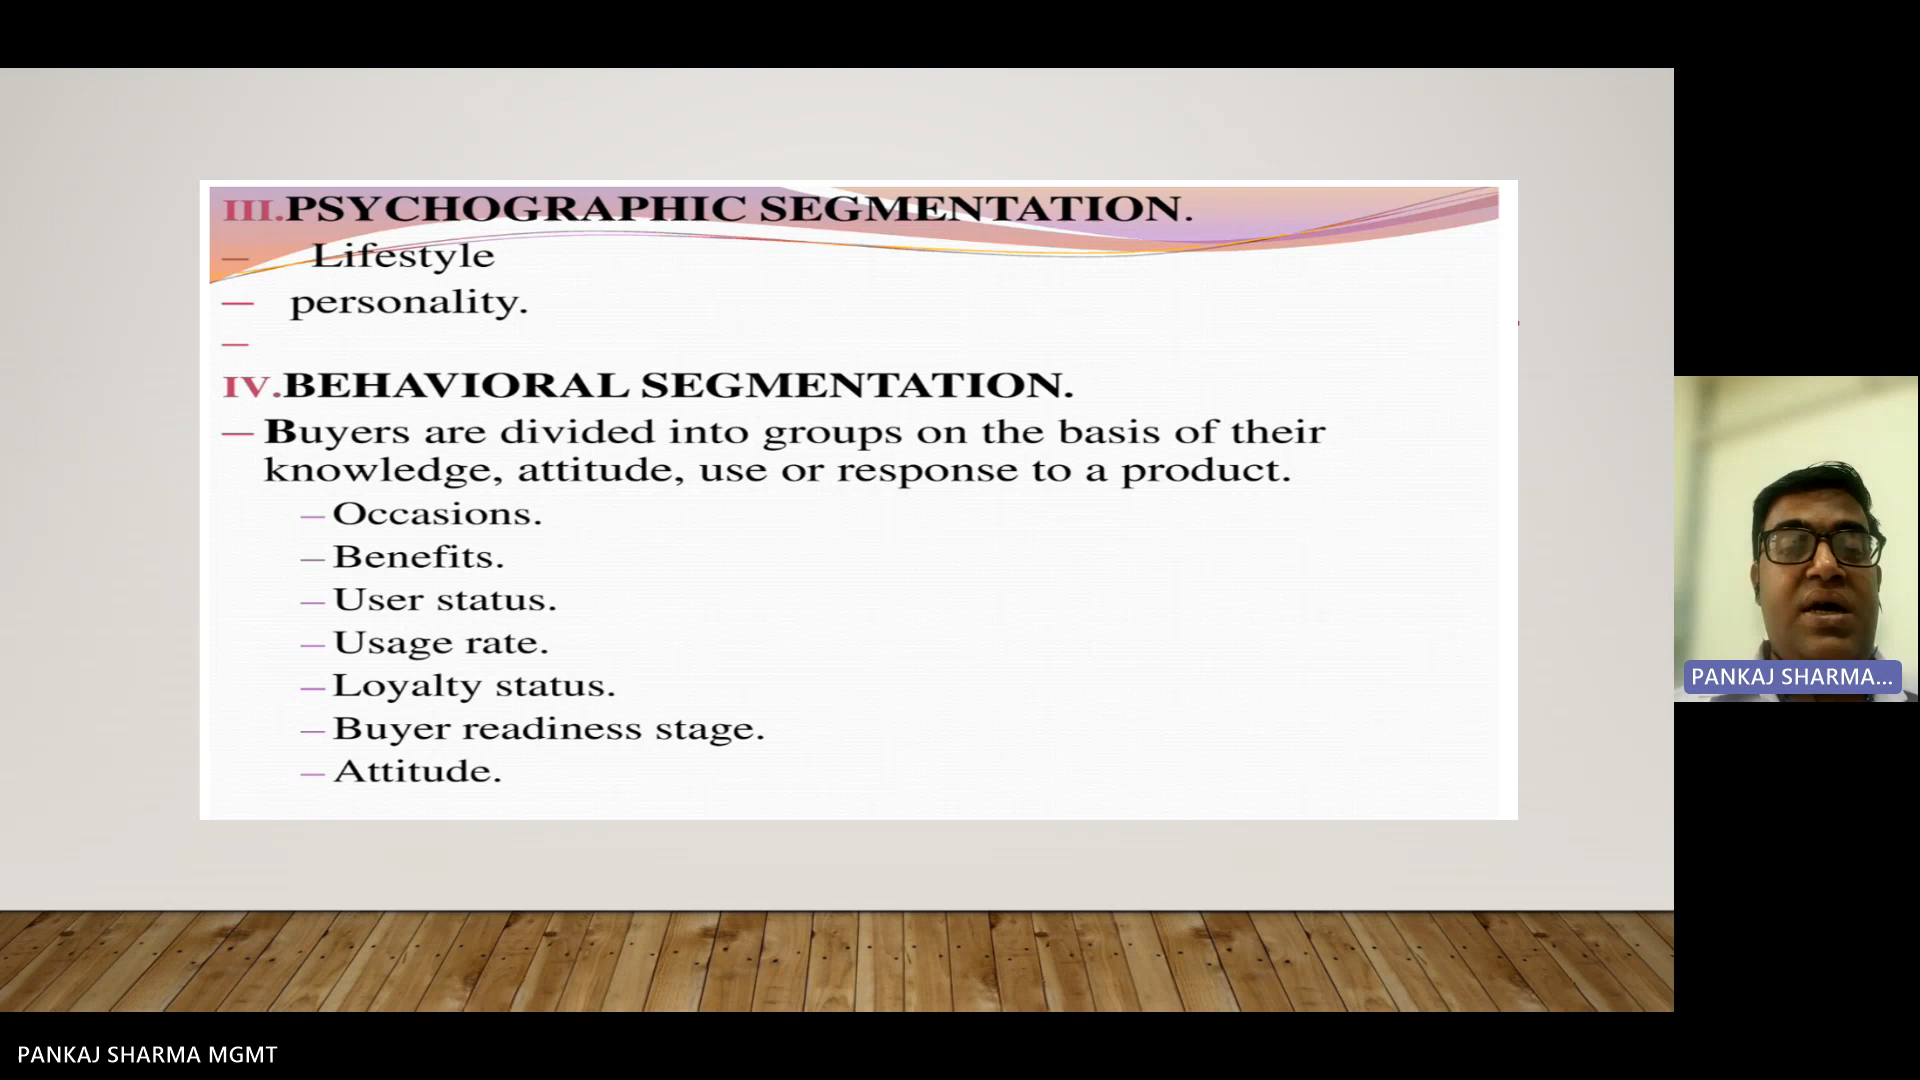 III.PSYCHOGRAPHIC SEGMENTATION.
– Lifestyle
– personality.
–
IV.BEHAVIORAL SEGMENTATION.
– Buyers are divided into groups on the basis of their
knowledge, attitude, use or response to a product.
– Occasions.
– Benefits.
– User status.
– Usage rate.
– Loyalty status.
– Buyer readiness stage.
– Attitude.
PANKAJ SHARMA...
PANKAJ SHARMA MGMT